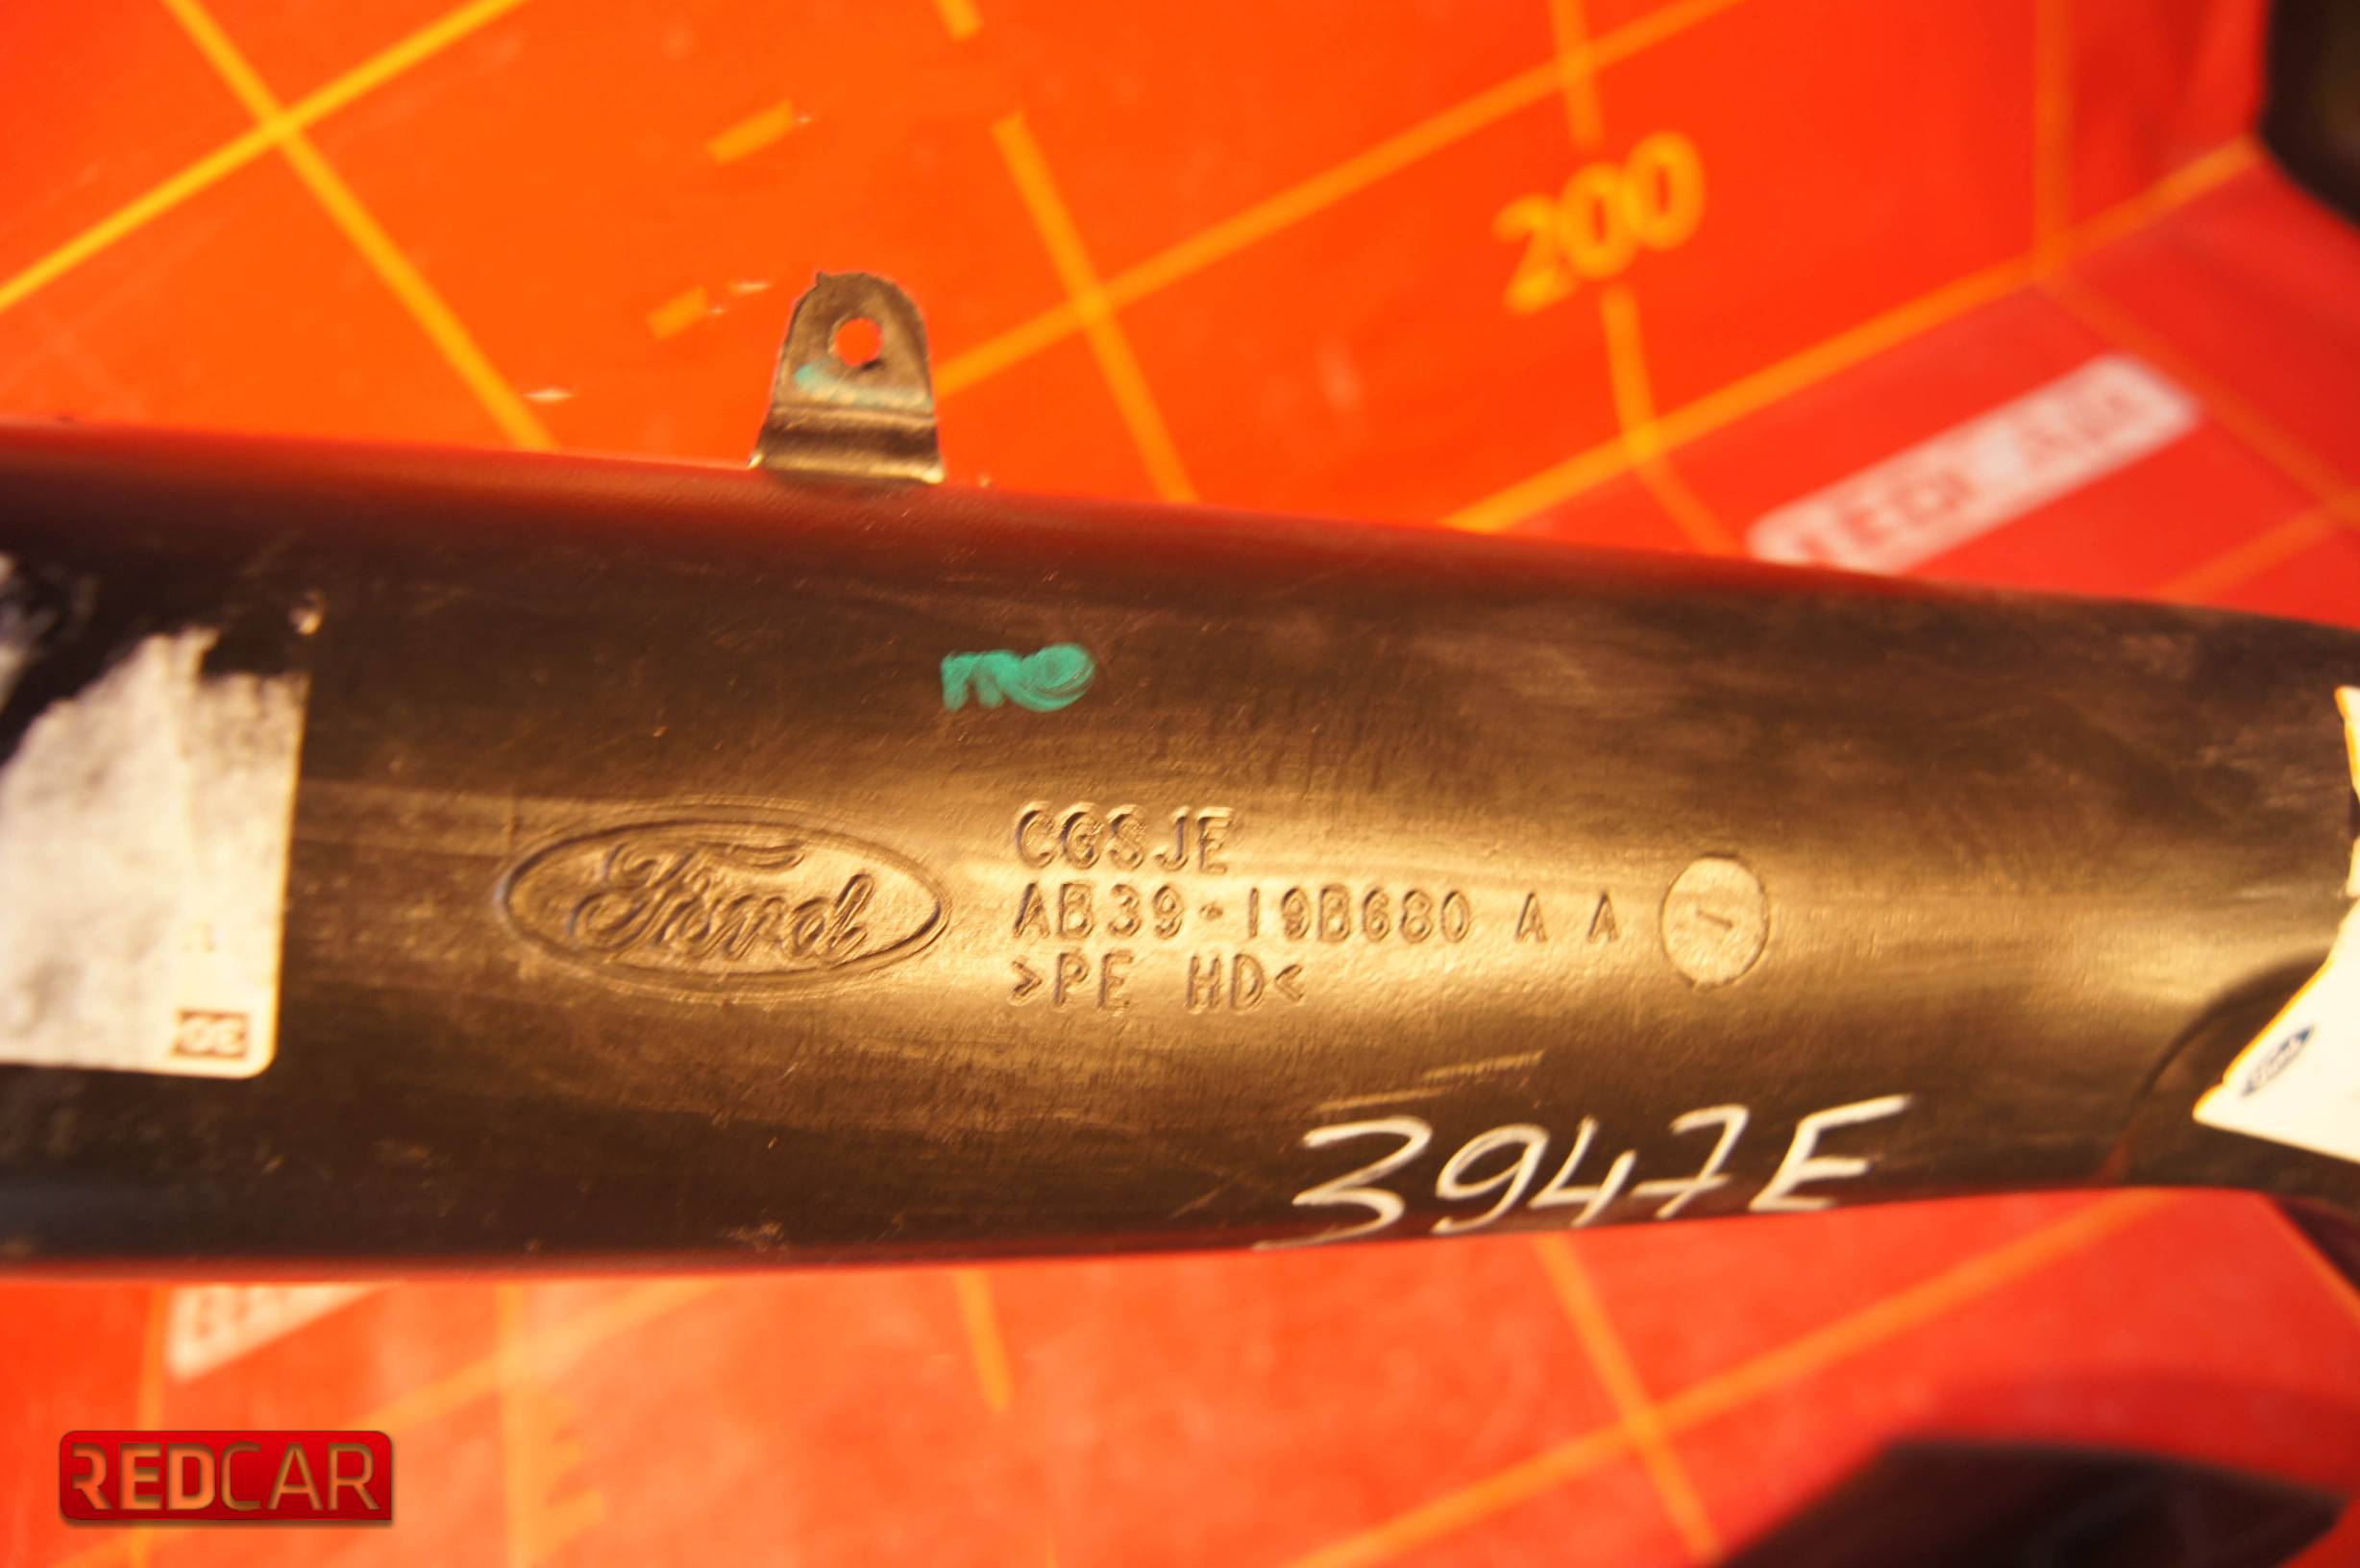 200
Ford
CGSJE
AB39-19B680 A A
>PE HD<
3947E
REDCAR